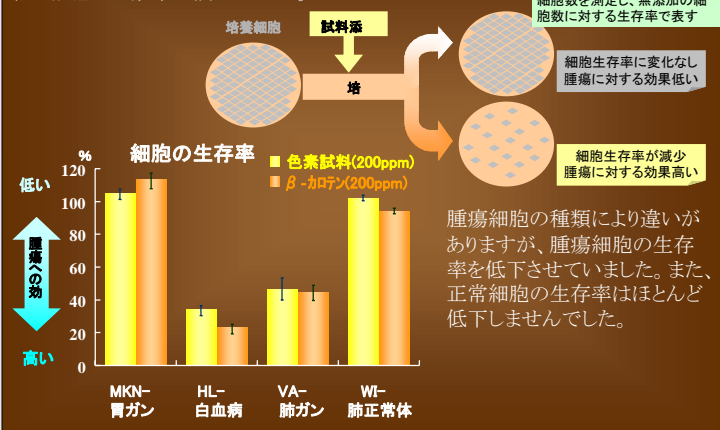 細胞数を測定し、無添加の細
胞数に対する生存率で表す
培養細胞
試料添
培
細胞生存率に変化なし
腫瘍に対する効果低い
細胞生存率が減少
腫瘍に対する効果高い
細胞の生存率
色素試料(200ppm)
β-カロテン(200ppm)
%
120
100
80
60
40
20
0
低い
腫瘍への効
高い
MKN-
胃ガン
HL-
白血病
VA-
肺ガン
WI-
肺正常体
腫瘍細胞の種類により違いが
ありますが、腫瘍細胞の生存
率を低下させていました。また、
正常細胞の生存率はほとんど
低下しませんでした。